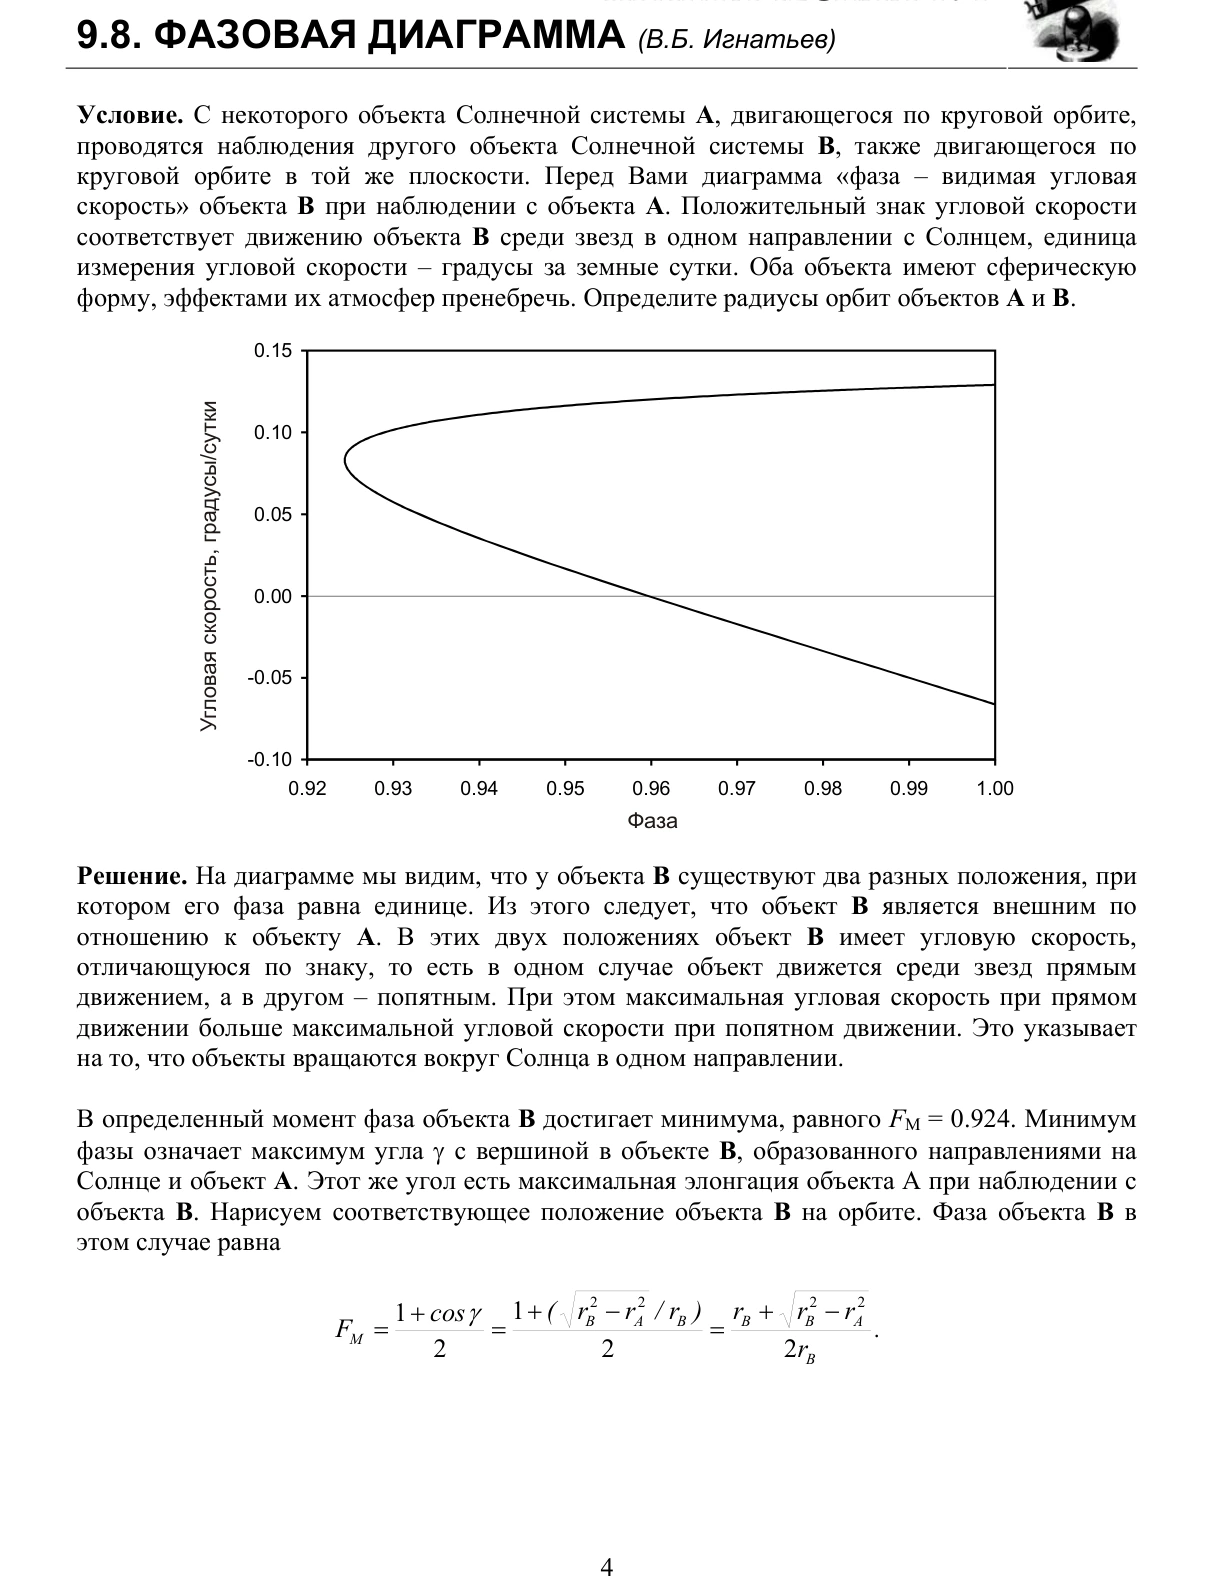 9.8. ФАЗОВАЯ ДИАГРАММА (В.Б. Игнатьев)
Условие. С некоторого объекта Солнечной системы А, двигающегося по круговой орбите,
проводятся наблюдения другого объекта Солнечной системы В, также двигающегося по
круговой орбите в той же плоскости. Перед Вами диаграмма «фаза – видимая угловая
скорость» объекта В при наблюдении с объекта А. Положительный знак угловой скорости
соответствует движению объекта В среди звезд в одном направлении с Солнцем, единица
измерения угловой скорости – градусы за земные сутки. Оба объекта имеют сферическую
форму, эффектами их атмосфер пренебречь. Определите радиусы орбит объектов А и В.
Угловая скорость, градусы/сутки
0.15
0.10
0.05
0.00
-0.05
-0.10
0.92 0.93 0.94 0.95 0.96 0.97 0.98 0.99 1.00
Фаза
Решение. На диаграмме мы видим, что у объекта В существуют два разных положения, при
котором его фаза равна единице. Из этого следует, что объект В является внешним по
отношению к объекту А. В этих двух положениях объект В имеет угловую скорость,
отличающуюся по знаку, то есть в одном случае объект движется среди звезд прямым
движением, а в другом – попятным. При этом максимальная угловая скорость при прямом
движении больше максимальной угловой скорости при попятном движении. Это указывает
на то, что объекты вращаются вокруг Солнца в одном направлении.
В определенный момент фаза объекта В достигает минимума, равного F_M = 0.924. Минимум
фазы означает максимум угла γ с вершиной в объекте В, образованного направлениями на
Солнце и объект А. Этот же угол есть максимальная элонгация объекта А при наблюдении с
объекта В. Нарисуем соответствующее положение объекта В на орбите. Фаза объекта В в
этом случае равна
F_M = (1 + cos γ)/2 = (1 + (√(r_B^2 − r_A^2) / r_B))/2 = (r_B + √(r_B^2 − r_A^2))/(2r_B).
4